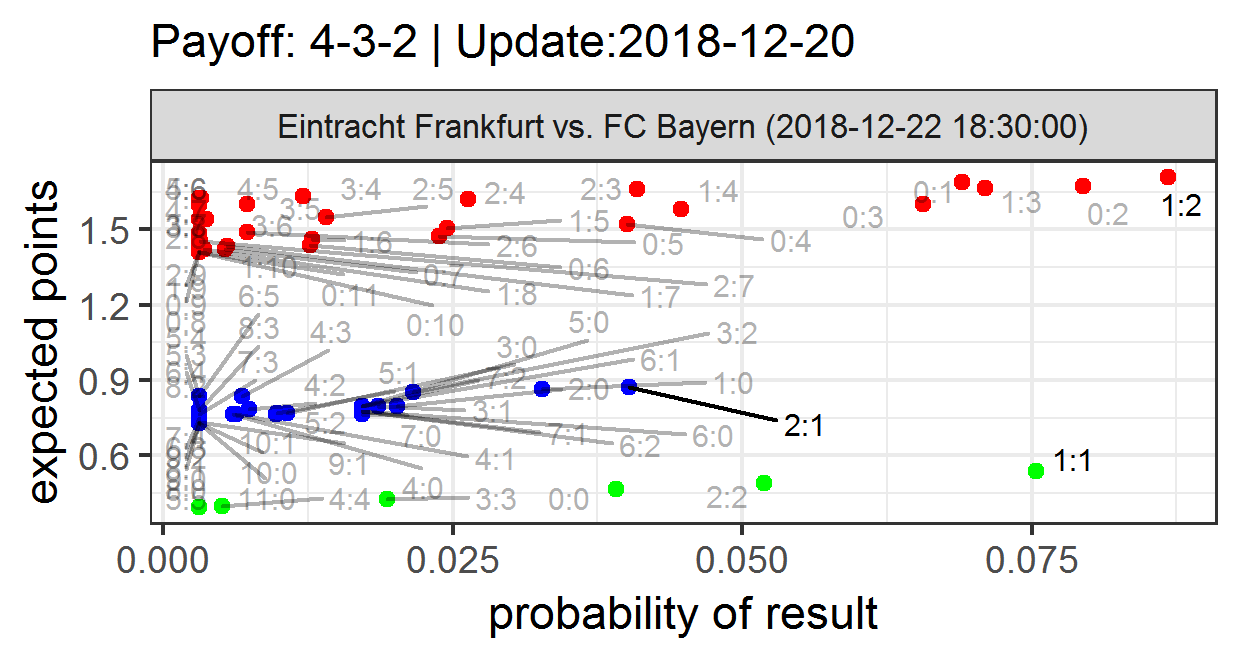 Payoff: 4-3-2 | Update:2018-12-20
Eintracht Frankfurt vs. FC Bayern (2018-12-22 18:30:00)
expected points
1.5
1.2
0.9
0.6
4:5 3:4 2:5 2:4 2:3 1:4 0:1 1:3 0:2 1:2
3:5 0:3
3:6 1:6 2:6 1:5 0:5 0:4
1:10 0:7 0:6
6:5 0:11 1:8 1:7 2:7
8:3 4:3 0:10 5:0 3:2
7:3 3:0 6:1
4:2 5:1 7:2 2:0 1:0
5:2 3:1 2:1
10:1 7:0 7:1 6:2 6:0
10:0 9:1 4:1 1:1
11:0 4:4 4:0 3:3 0:0 2:2
0.000 0.025 0.050 0.075
probability of result